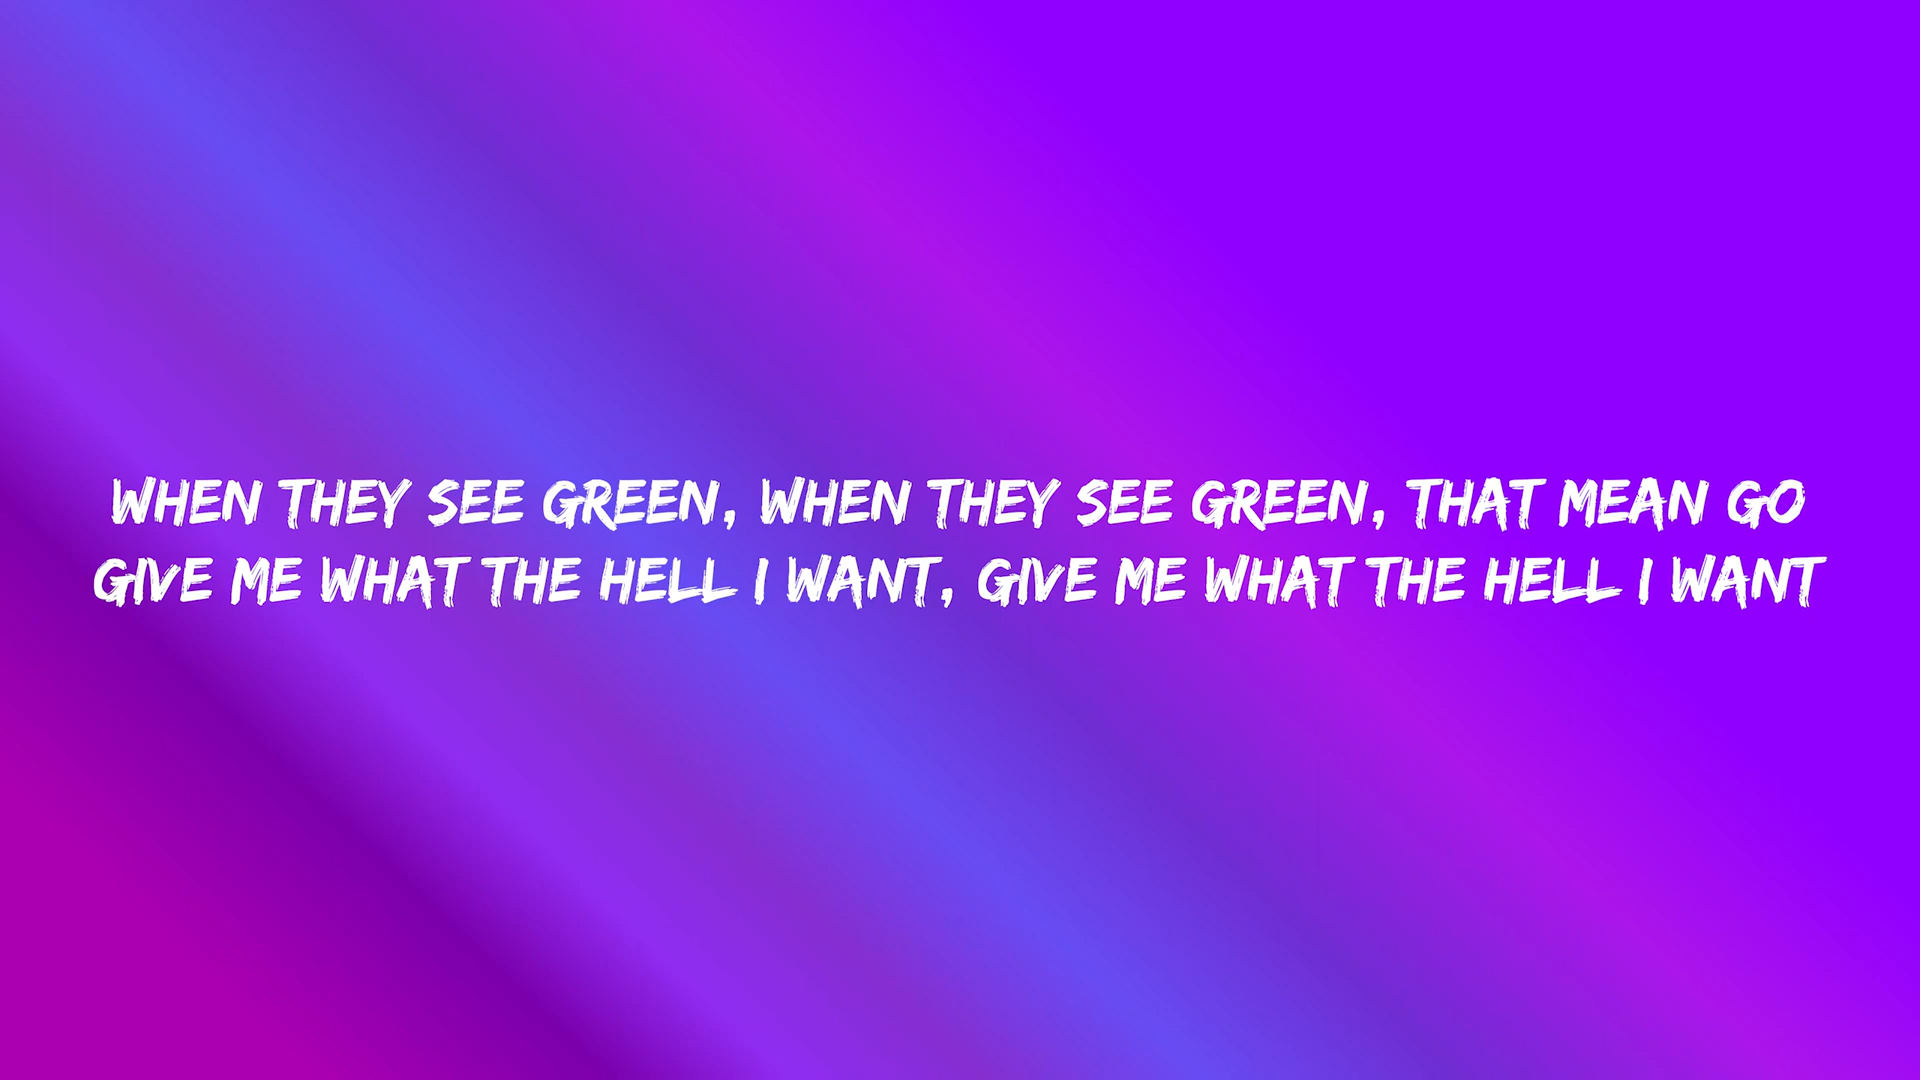 WHEN THEY SEE GREEN, WHEN THEY SEE GREEN, THAT MEAN GO
GIVE ME WHAT THE HELL I WANT, GIVE ME WHAT THE HELL I WANT